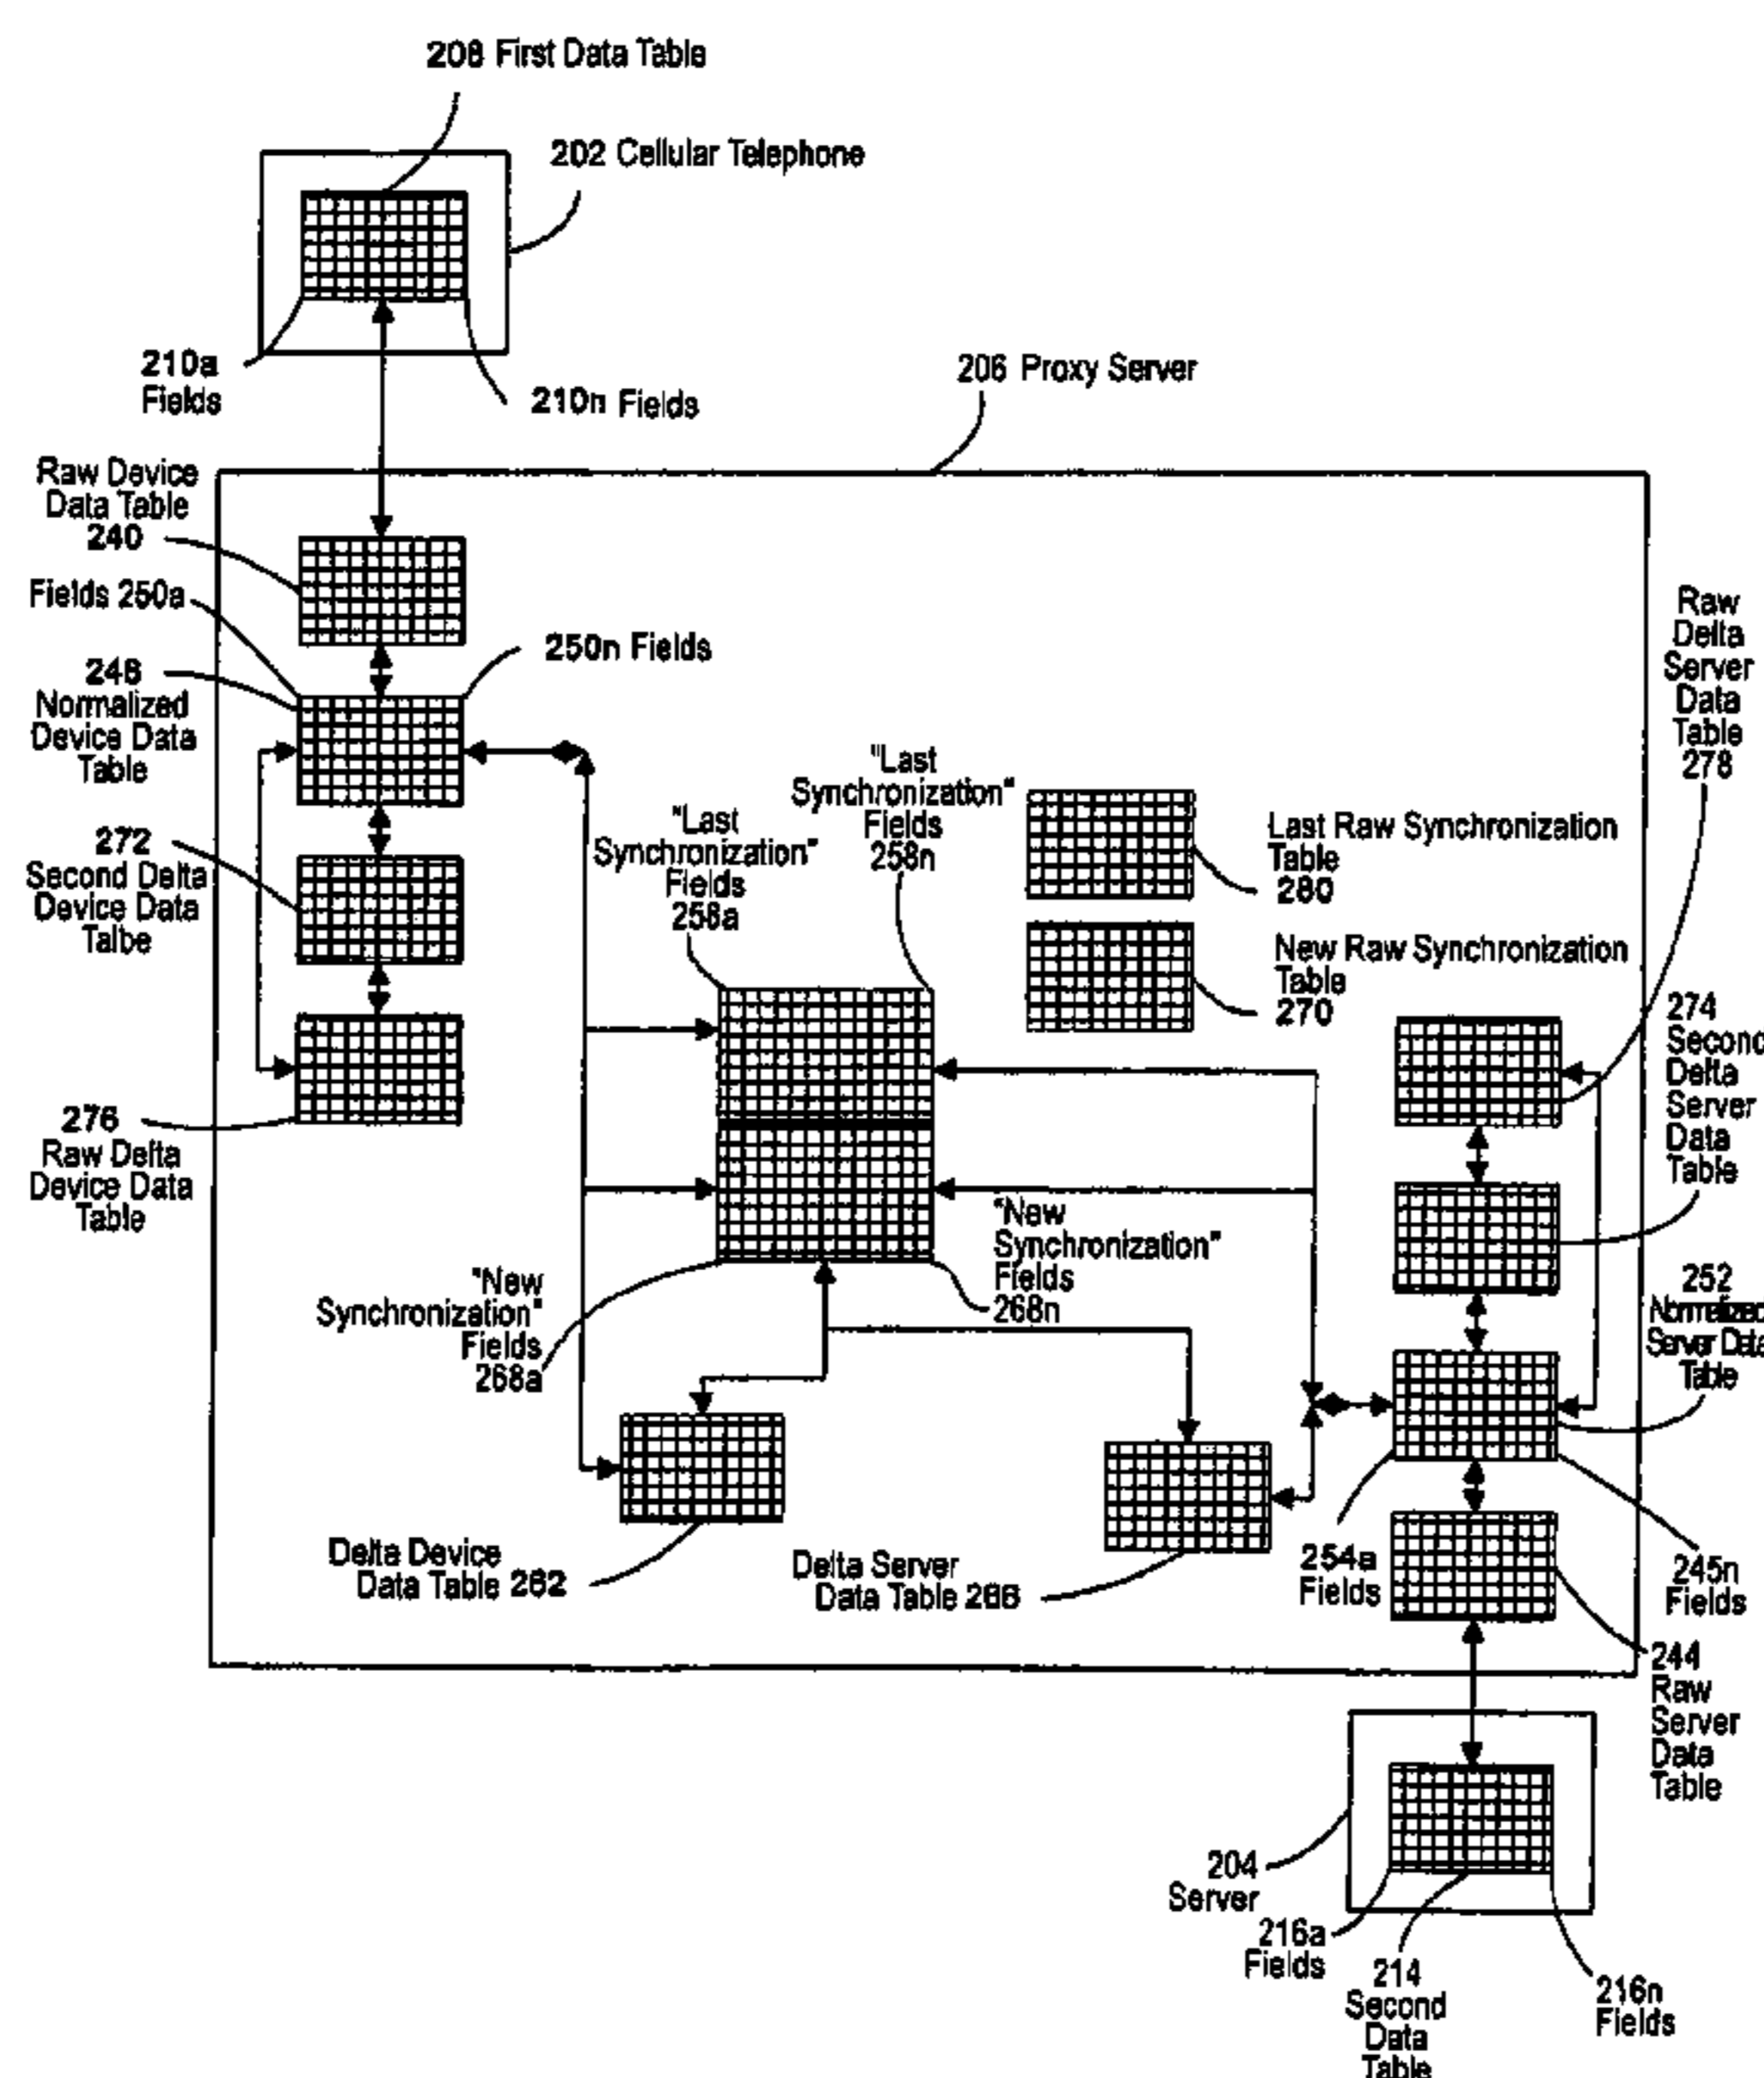 208 First Data Table
202 Cellular Telephone
210a
Fields
210n Fields
206 Proxy Server
Raw Device
Data Table
240
Fields 250a
250n Fields
248
Normalized
Device Data
Table
272
Second Delta
Device Data
Talbe
276
Raw Delta
Device Data
Table
"Last
Synchronization"
Fields
258a
"Last
Synchronization"
Fields
258n
Last Raw Synchronization
Table
280
New Raw Synchronization
Table
270
Raw
Delta
Server
Data
Table
278
274
Second
Delta
Server
Data
Table
"New
Synchronization"
Fields
268a
"New
Synchronization"
Fields
268n
252
Normalized
Server Data
Table
Delta Device
Data Table 262
Delta Server
Data Table 266
254a
Fields
245n
Fields
244
Raw
Server
Data
Table
204
Server
216a
Fields
214
Second
Data
Table
216n
Fields